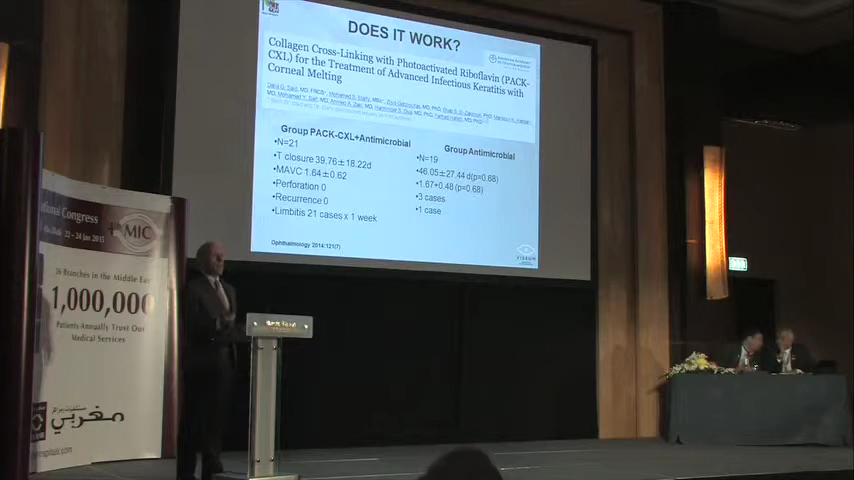 DOES IT WORK?
Collagen Cross-Linking with Photoactivated Riboflavin (PACK-
CXL) for the Treatment of Advanced Infectious Keratitis with
Corneal Melting
Group PACK-CXL+Antimicrobial
•N=21
•T closure 39.76±18.22d
•MAVC 1.64±0.62
•Perforation 0
•Recurrence 0
•Limbitis 21 cases x 1 week
Group Antimicrobial
•N=19
•46.05±27.44 d(p=0.68)
•1.67+0.48 (p=0.68)
•3 cases
•1 case
Ophthalmology 2014:121(7)
Congress
22 - 24 Jan 2015
MIC
26 Branches in the Middle East
1,000,000
Patients Annually Trust Our
Medical Services
مغربي